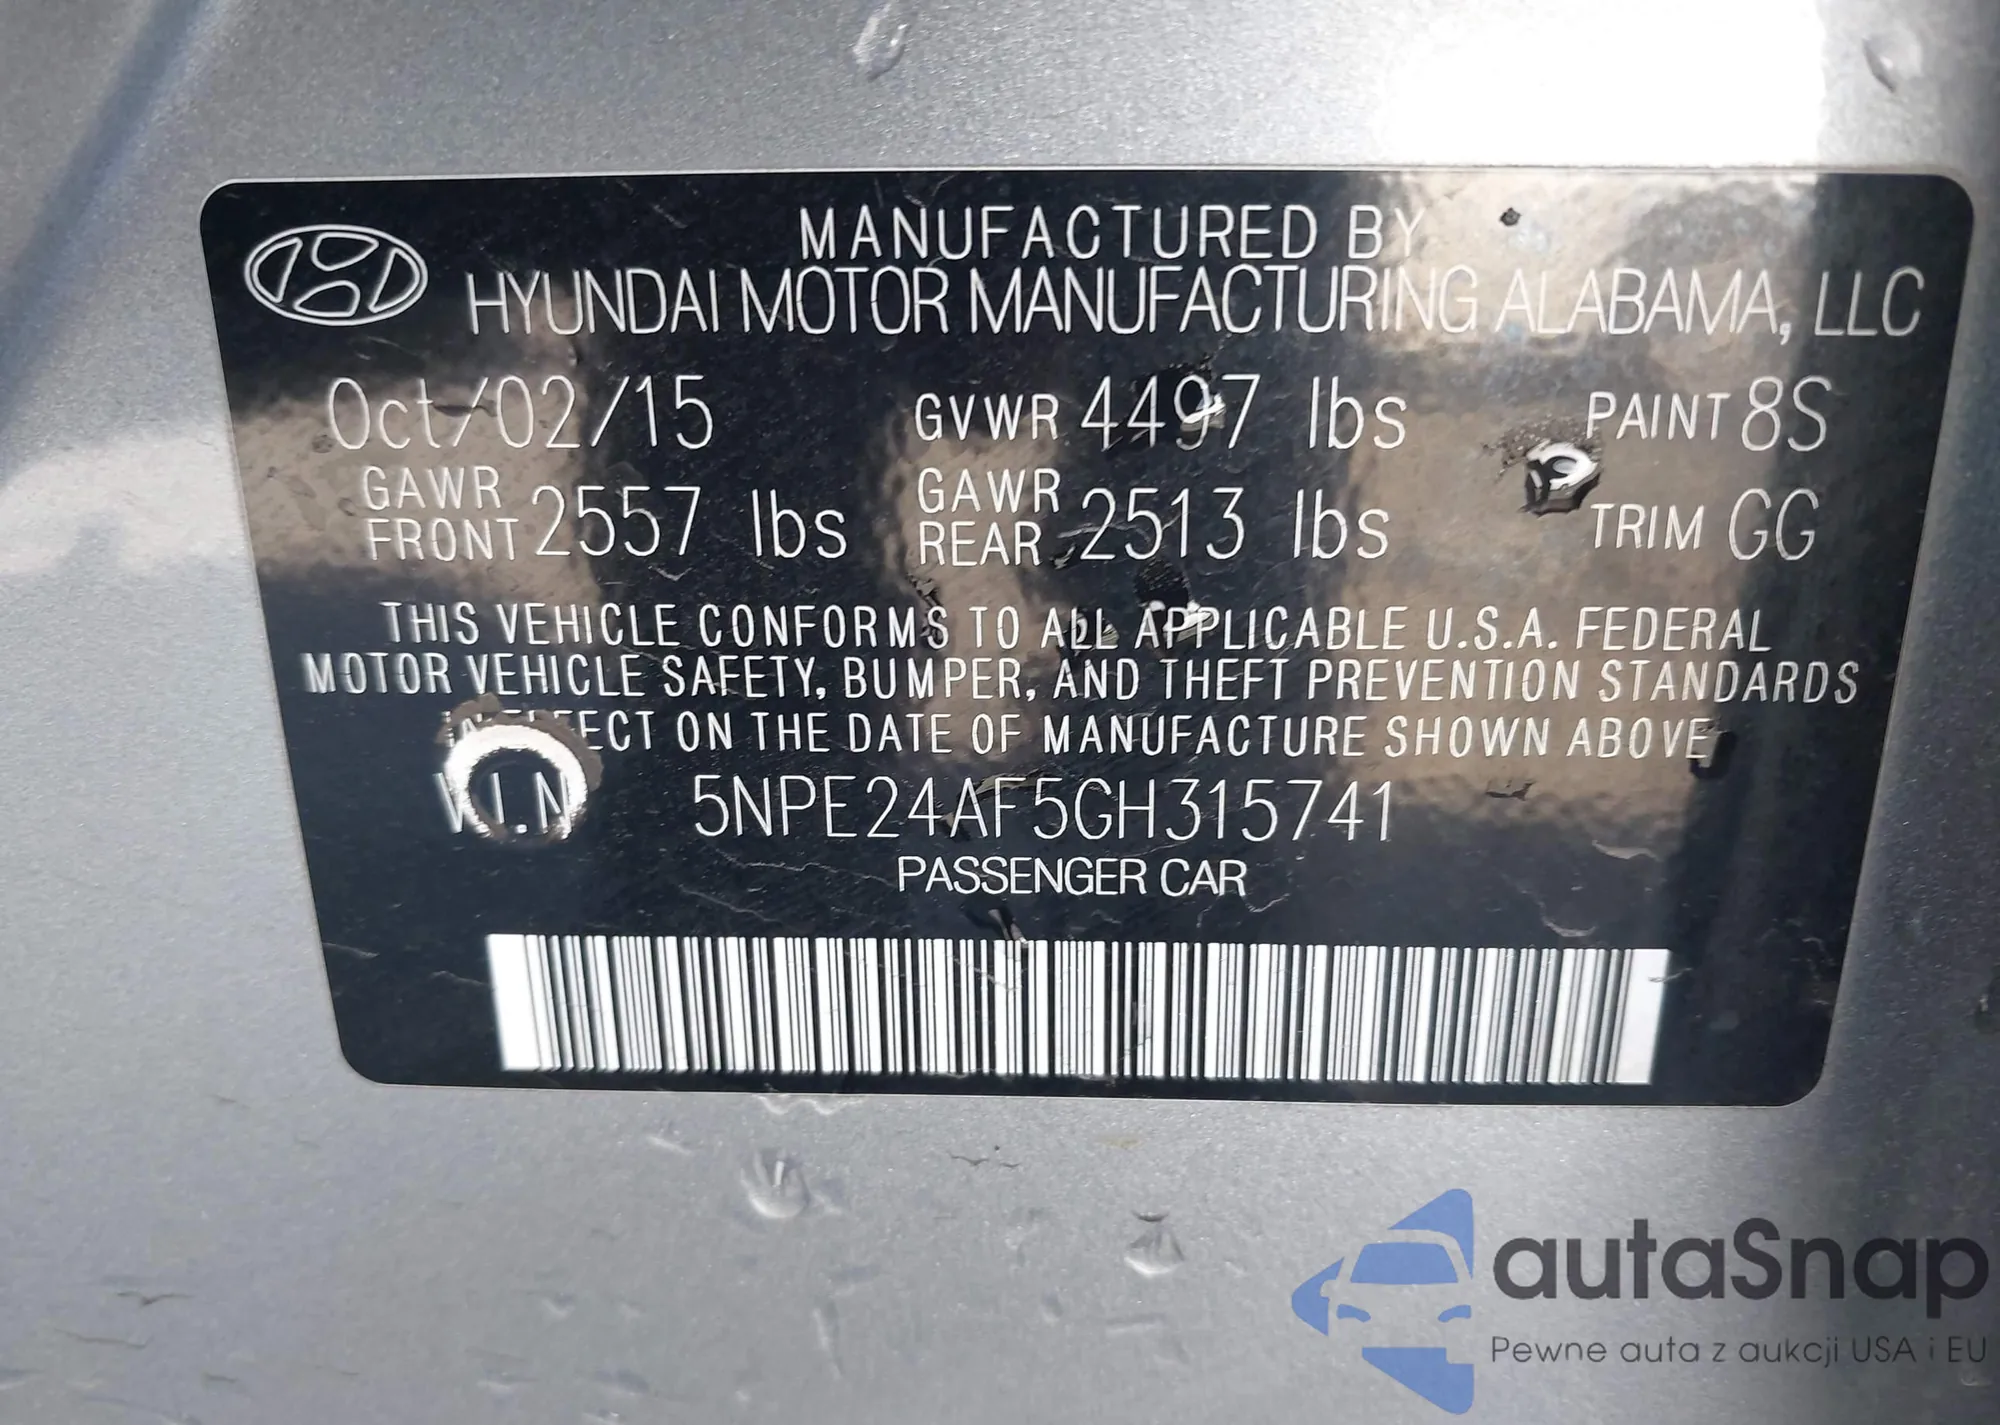 MANUFACTURED BY
HYUNDAI MOTOR MANUFACTURING ALABAMA, LLC
Oct/02/15 GVWR 4497 lbs PAINT 8S
GAWR FRONT 2557 lbs GAWR REAR 2513 lbs TRIM GG
THIS VEHICLE CONFORMS TO ALL APPLICABLE U.S.A. FEDERAL
MOTOR VEHICLE SAFETY, BUMPER, AND THEFT PREVENTION STANDARDS
IN EFFECT ON THE DATE OF MANUFACTURE SHOWN ABOVE,
V.I.N 5NPE24AF5GH315741
PASSENGER CAR
autaSnap
Pewne auta z aukcji USA i EU